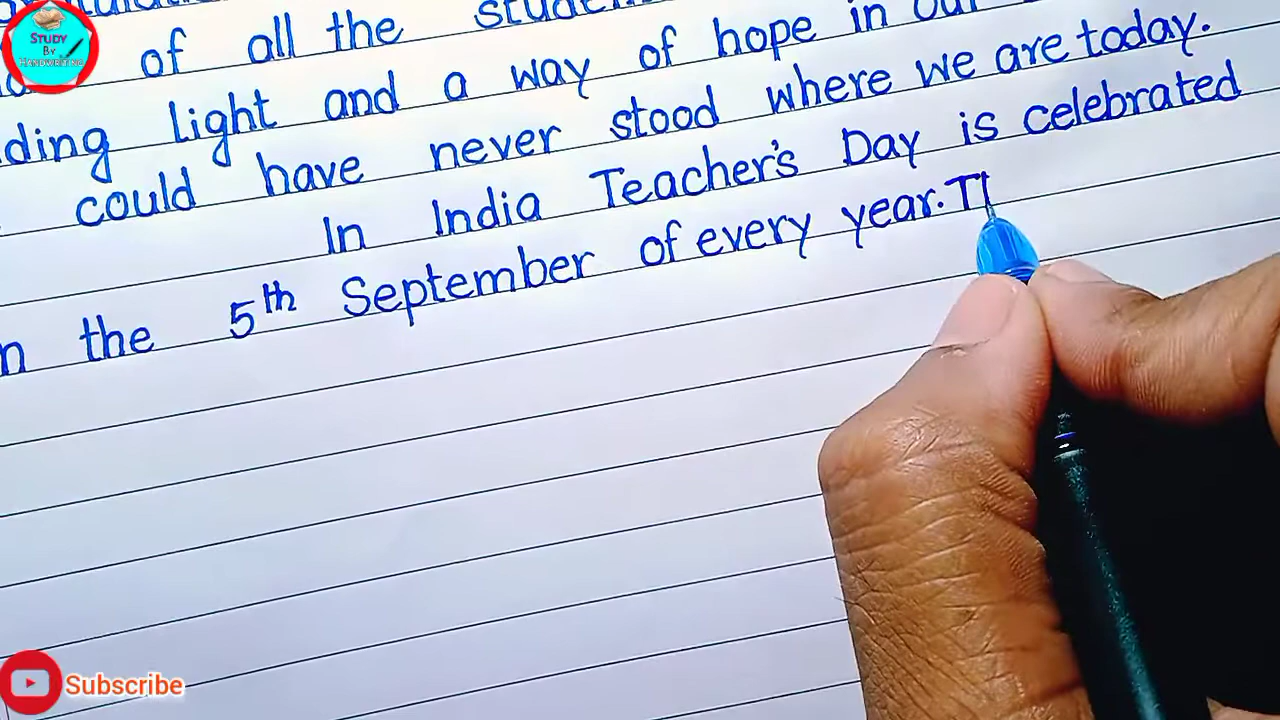 STUDY
By
HANDWRITING
of all the
light and a way of hope in our
could have never stood where we are today.
In India Teacher's Day is celebrated
the 5th September of every year. T
Subscribe